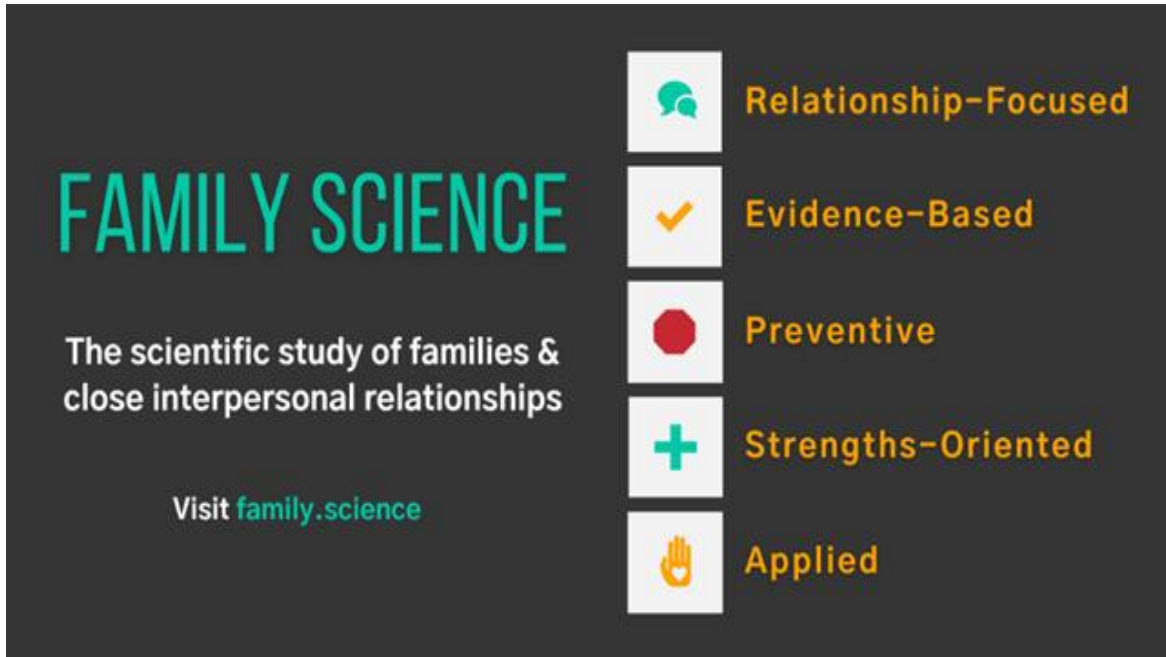 FAMILY SCIENCE
The scientific study of families &
close interpersonal relationships
Visit family.science
Relationship-Focused
Evidence-Based
Preventive
Strengths-Oriented
Applied